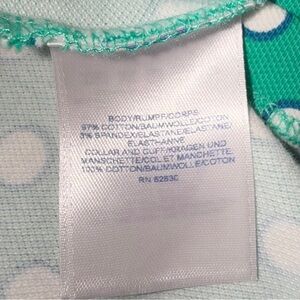 BODY/RUMPF/CORPS
97% COTTON/BAUMWOLLE/COTON
3% SPANDEX/ELASTANE/ELASTANE/
ELASTHANNE
COLLAR AND CUFF/KRAGEN UND
MANSCHETTE/COL ET MANCHETTE
100% COTTON/BAUMWOLLE/COTON
RN